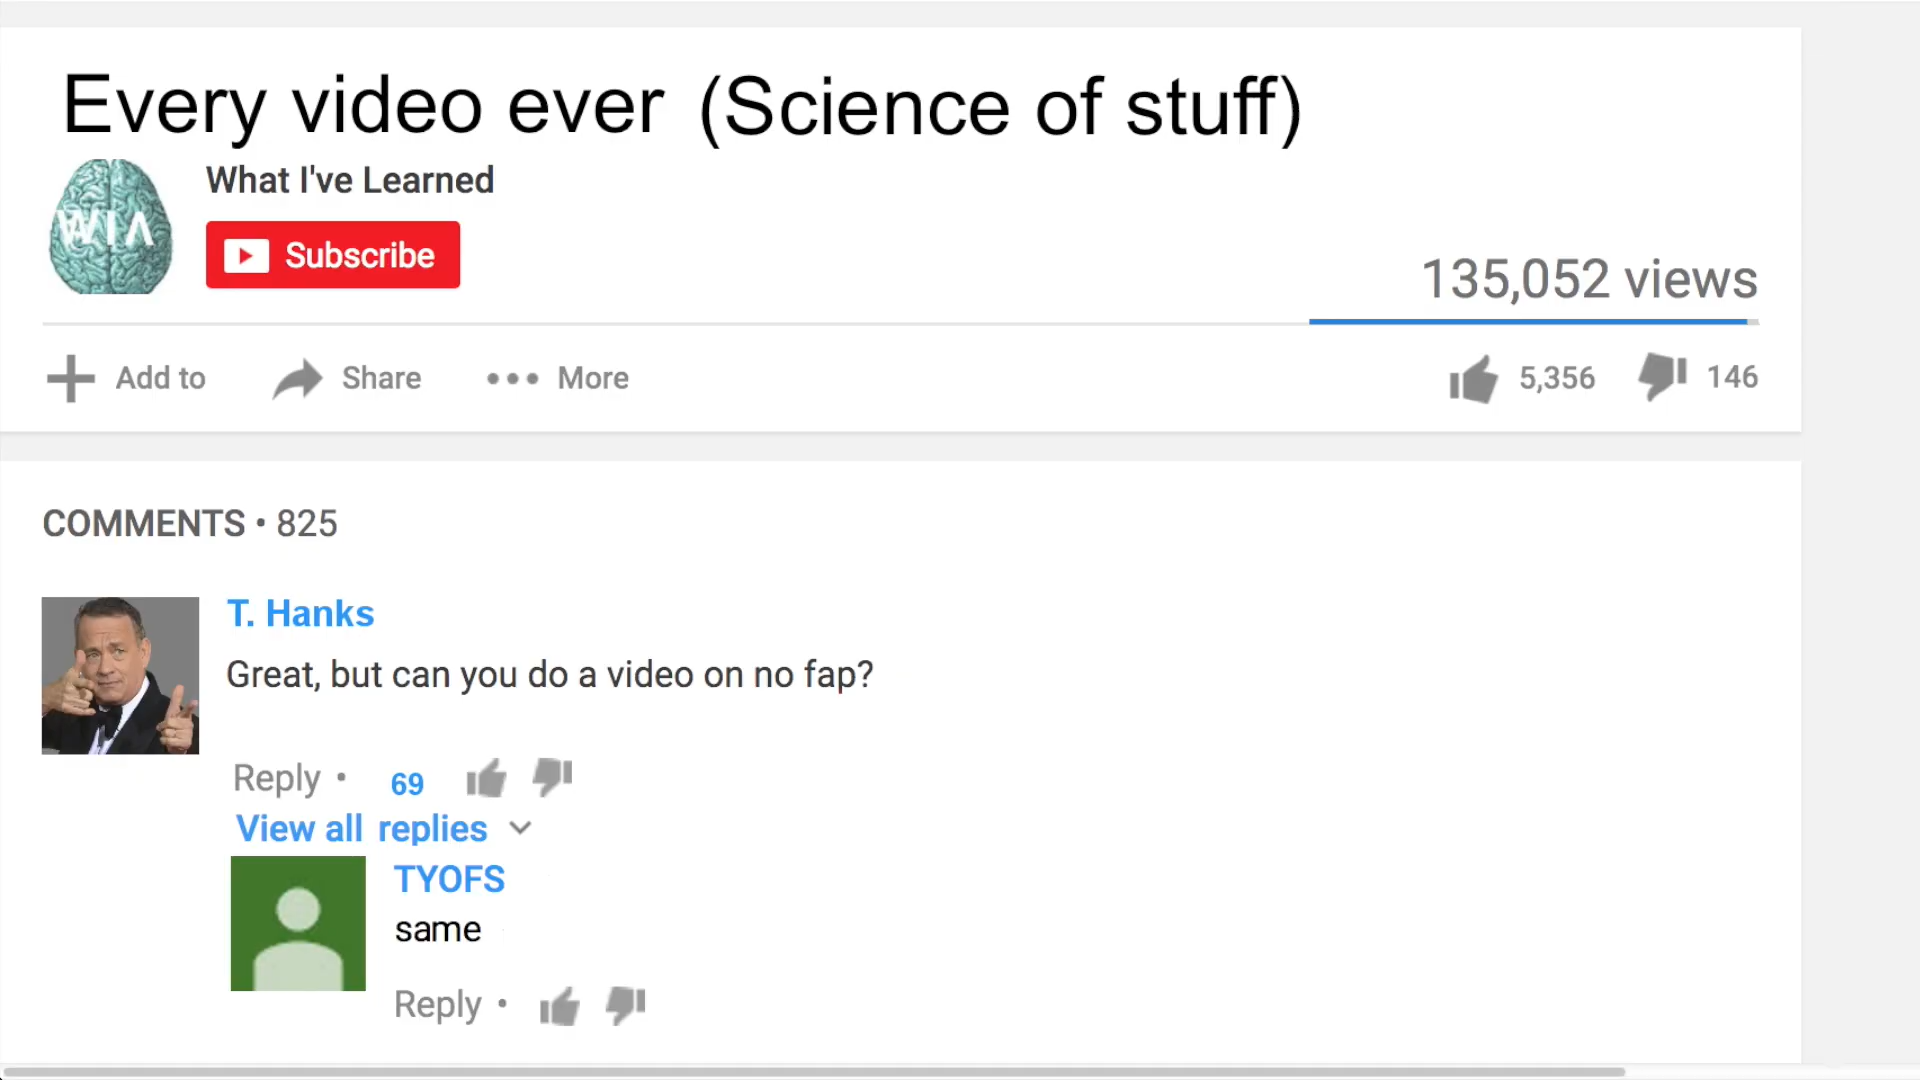 Every video ever (Science of stuff)
What I've Learned
Subscribe
135,052 views
Add to Share More 5,356 146
COMMENTS • 825
T. Hanks
Great, but can you do a video on no fap?
Reply • 69
View all replies
TYOFS
same
Reply •